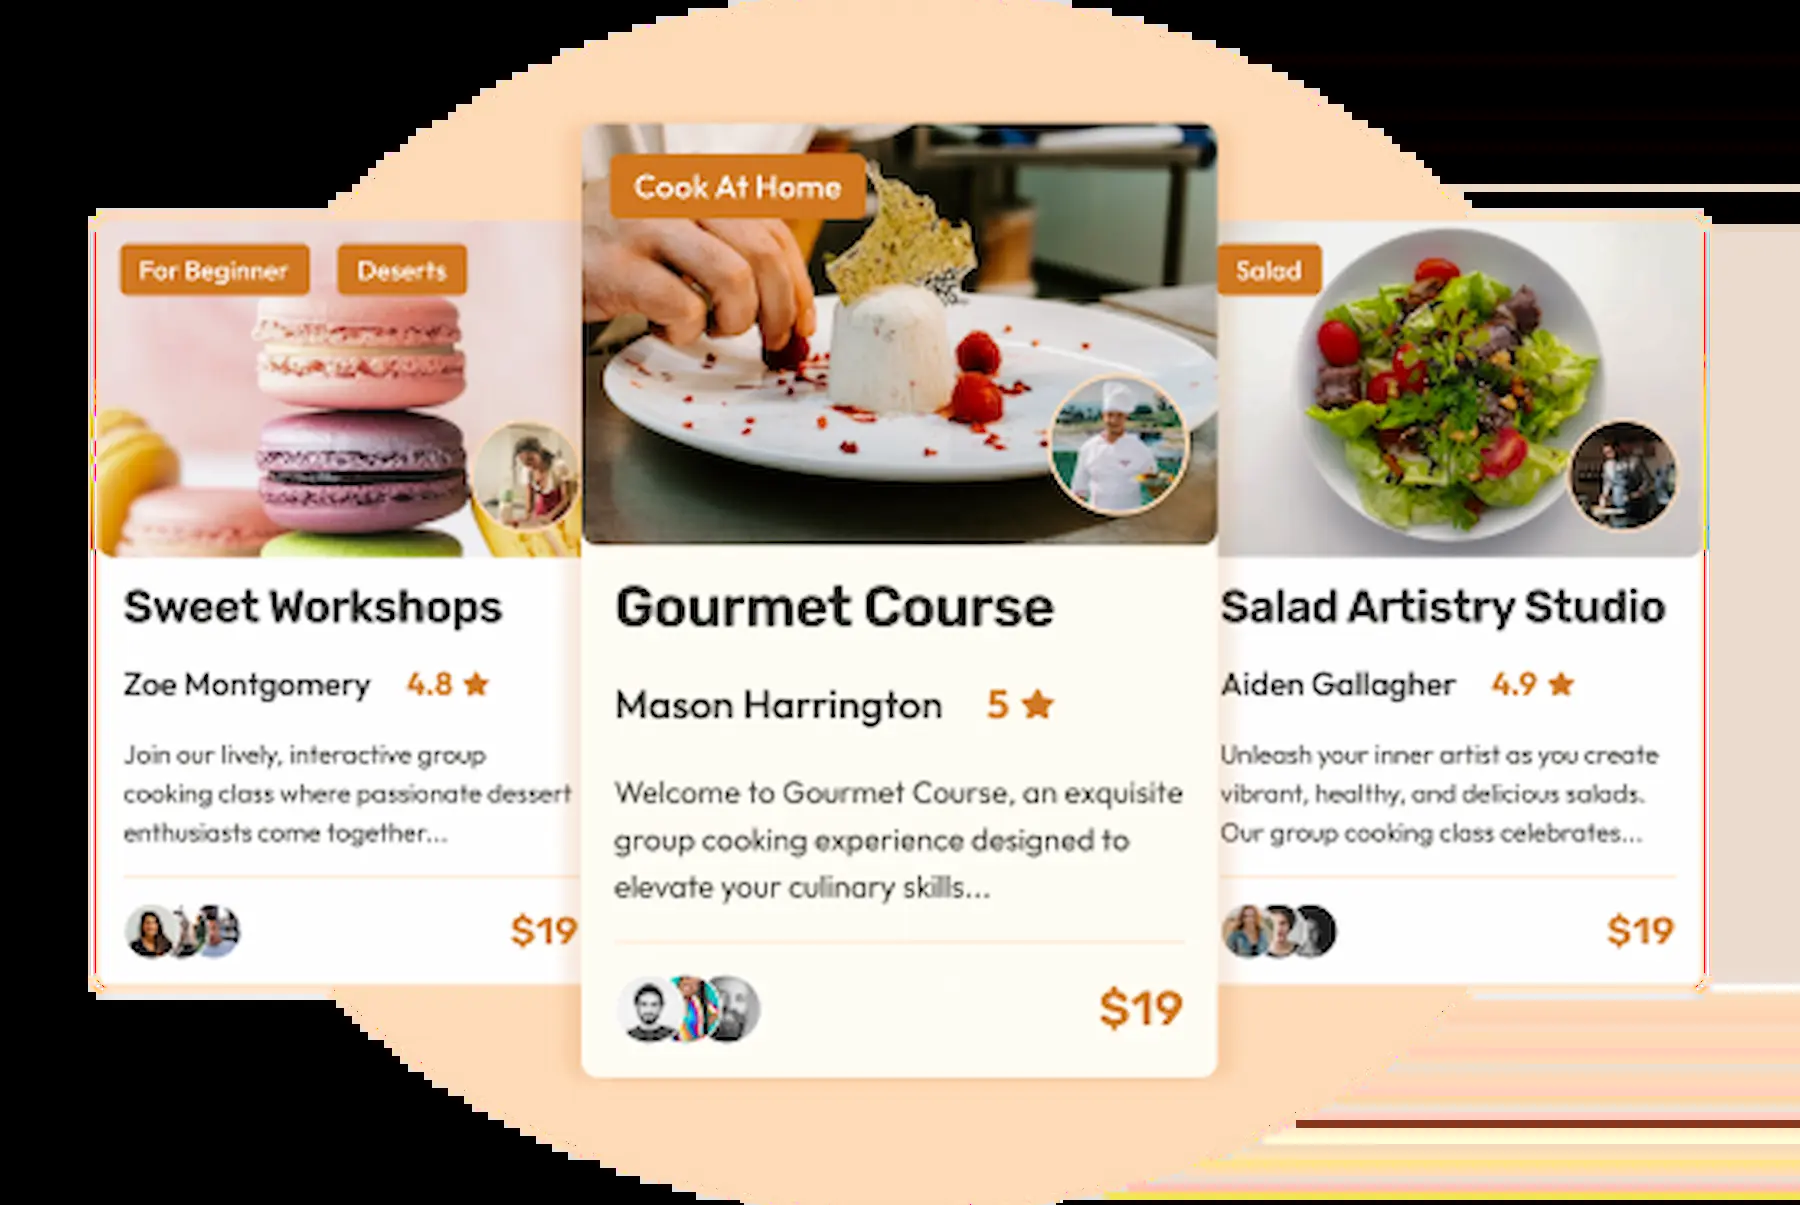 For Beginner
Deserts
Sweet Workshops
Zoe Montgomery 4.8
Join our lively, interactive group
cooking class where passionate dessert
enthusiasts come together...
$19
Cook At Home
Gourmet Course
Mason Harrington 5
Welcome to Gourmet Course, an exquisite
group cooking experience designed to
elevate your culinary skills...
$19
Salad
Salad Artistry Studio
Aiden Gallagher 4.9
Unleash your inner artist as you create
vibrant, healthy, and delicious salads.
Our group cooking class celebrates...
$19